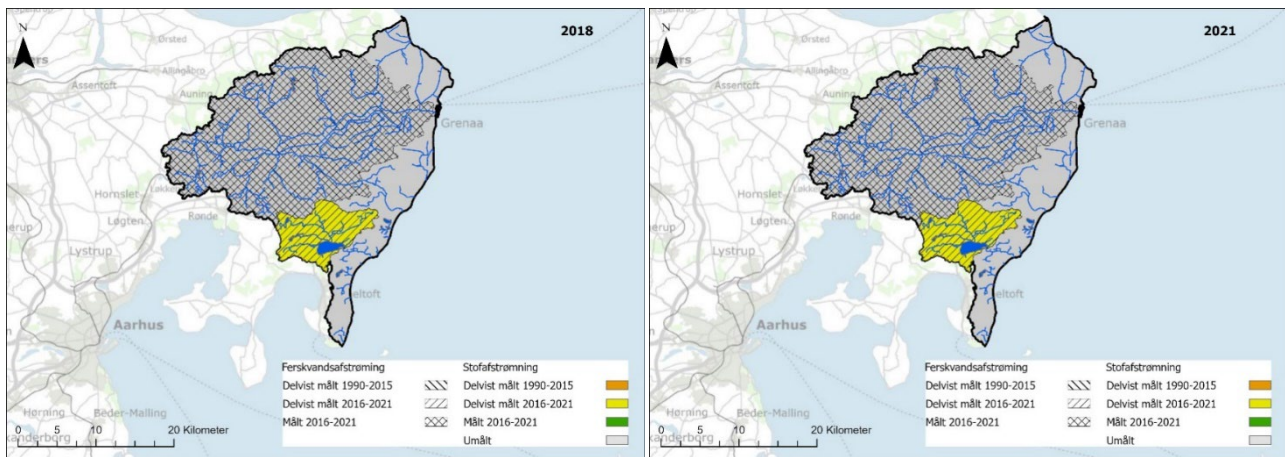 N
2018
Ørsted
Allingåbro
Assentoft
Auning
Grenaa
Hornslet
Løgten
Rønde
Lystrup
Aarhus
Hørning
Beder-Malling
Ferskvandsafstrømning Stofafstrømning
Delvist målt 1990-2015 Delvist målt 1990-2015
Delvist målt 2016-2021 Delvist målt 2016-2021
Målt 2016-2021 Målt 2016-2021
Umålt
0 5 10 20 Kilometer
N
2021
Ørsted
Allingåbro
Assentoft
Auning
Grenaa
Hornslet
Løgten
Rønde
Lystrup
Aarhus
Hørning
Beder-Malling
Ferskvandsafstrømning Stofafstrømning
Delvist målt 1990-2015 Delvist målt 1990-2015
Delvist målt 2016-2021 Delvist målt 2016-2021
Målt 2016-2021 Målt 2016-2021
Umålt
0 5 10 20 Kilometer